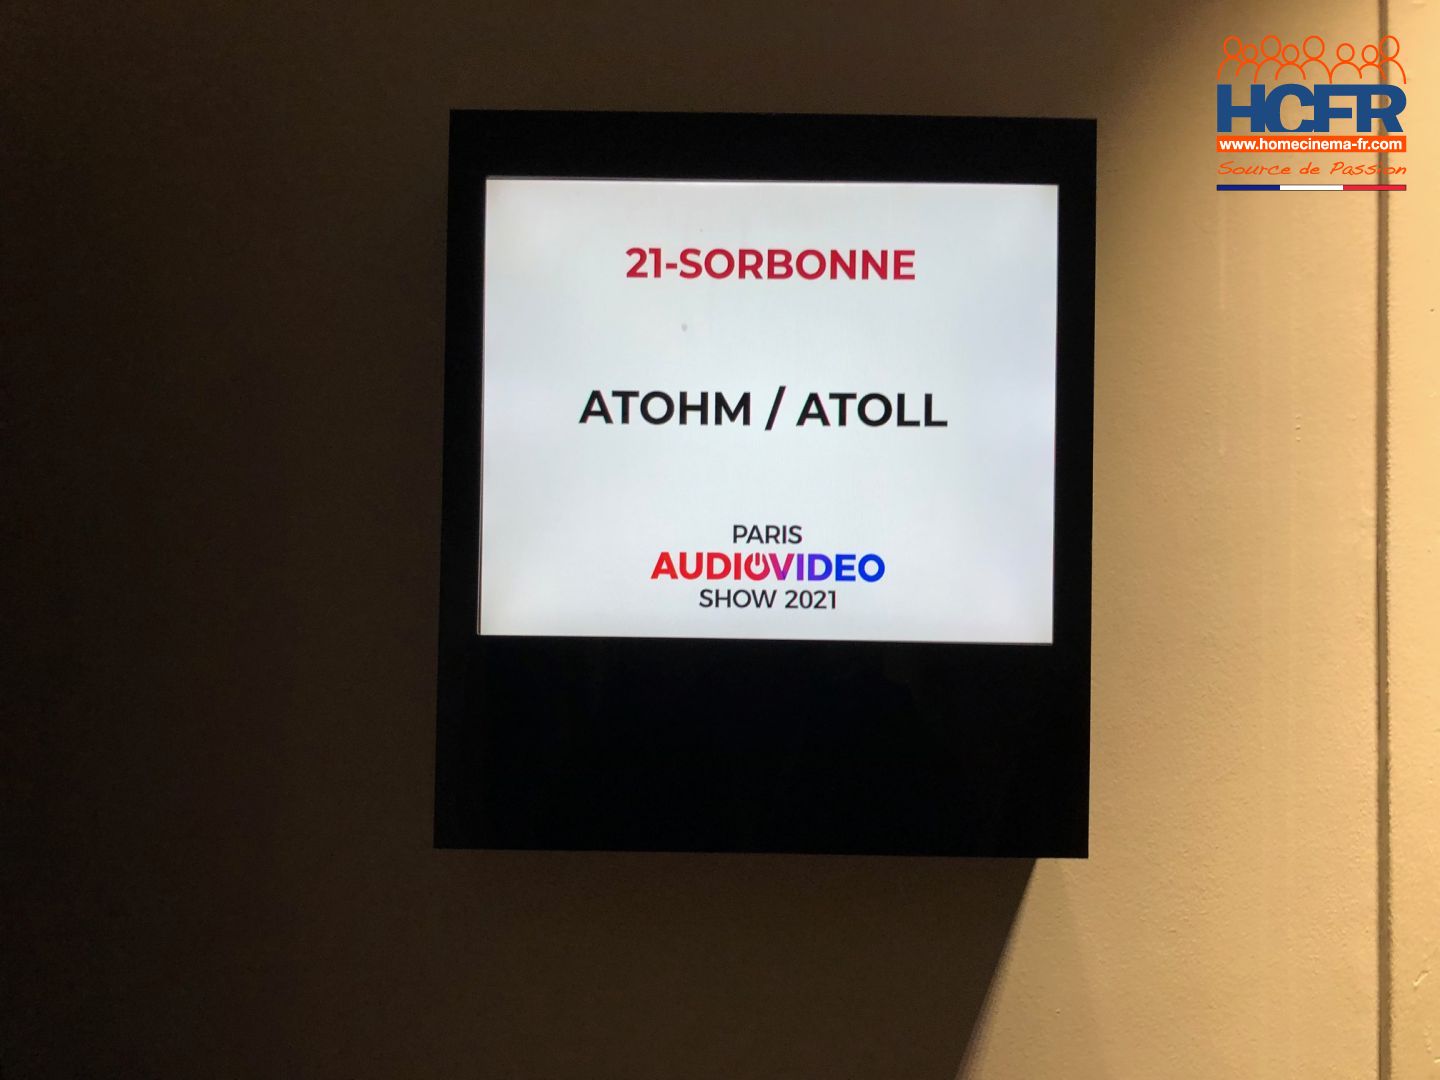 HCFR
www.homecinema-fr.com
Source de Passion
21-SORBONNE
ATOHM / ATOLL
PARIS
AUDIOVIDEO
SHOW 2021